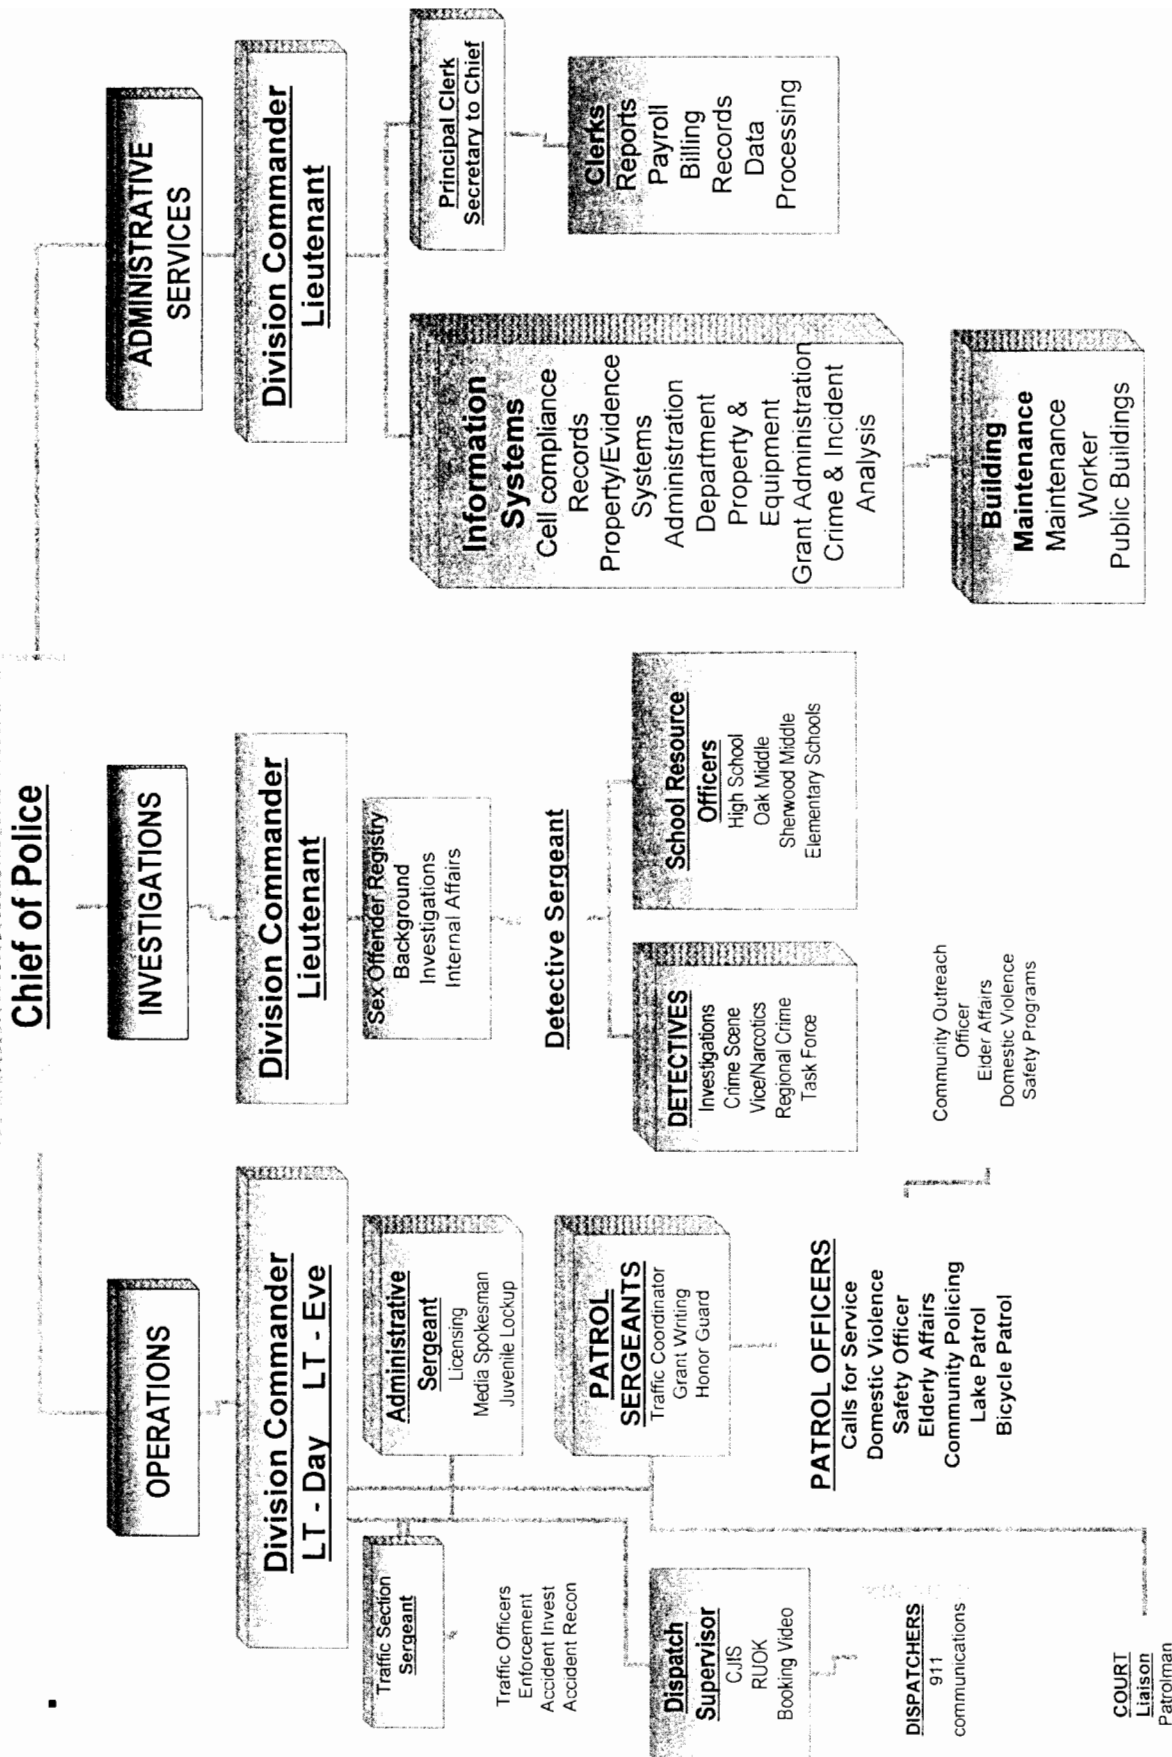 Chief of Police
OPERATIONS
Division Commander
LT - Day LT - Eve
Traffic Section
Sergeant
Traffic Officers
Enforcement
Accident Invest
Accident Recon
Administrative
Sergeant
Licensing
Media Spokesman
Juvenile Lockup
PATROL
SERGEANTS
Traffic Coordinator
Grant Writing
Honor Guard
Dispatch
Supervisor
CJIS
RUOK
Booking Video
DISPATCHERS
911
communications
COURT
Liaison
Patrolman
PATROL OFFICERS
Calls for Service
Domestic Violence
Safety Officer
Elderly Affairs
Community Policing
Lake Patrol
Bicycle Patrol
Community Outreach
Officer
Elder Affairs
Domestic Violence
Safety Programs
INVESTIGATIONS
Division Commander
Lieutenant
Sex Offender Registry
Background
Investigations
Internal Affairs
Detective Sergeant
DETECTIVES
Investigations
Crime Scene
Vice/Narcotics
Regional Crime
Task Force
School Resource
Officers
High School
Oak Middle
Sherwood Middle
Elementary Schools
ADMINISTRATIVE
SERVICES
Division Commander
Lieutenant
Information
Systems
Cell compliance
Records
Property/Evidence
Systems
Administration
Department
Property &
Equipment
Grant Administration
Crime & Incident
Analysis
Building
Maintenance
Maintenance
Worker
Public Buildings
Principal Clerk
Secretary to Chief
Clerks
Reports
Payroll
Billing
Records
Data
Processing